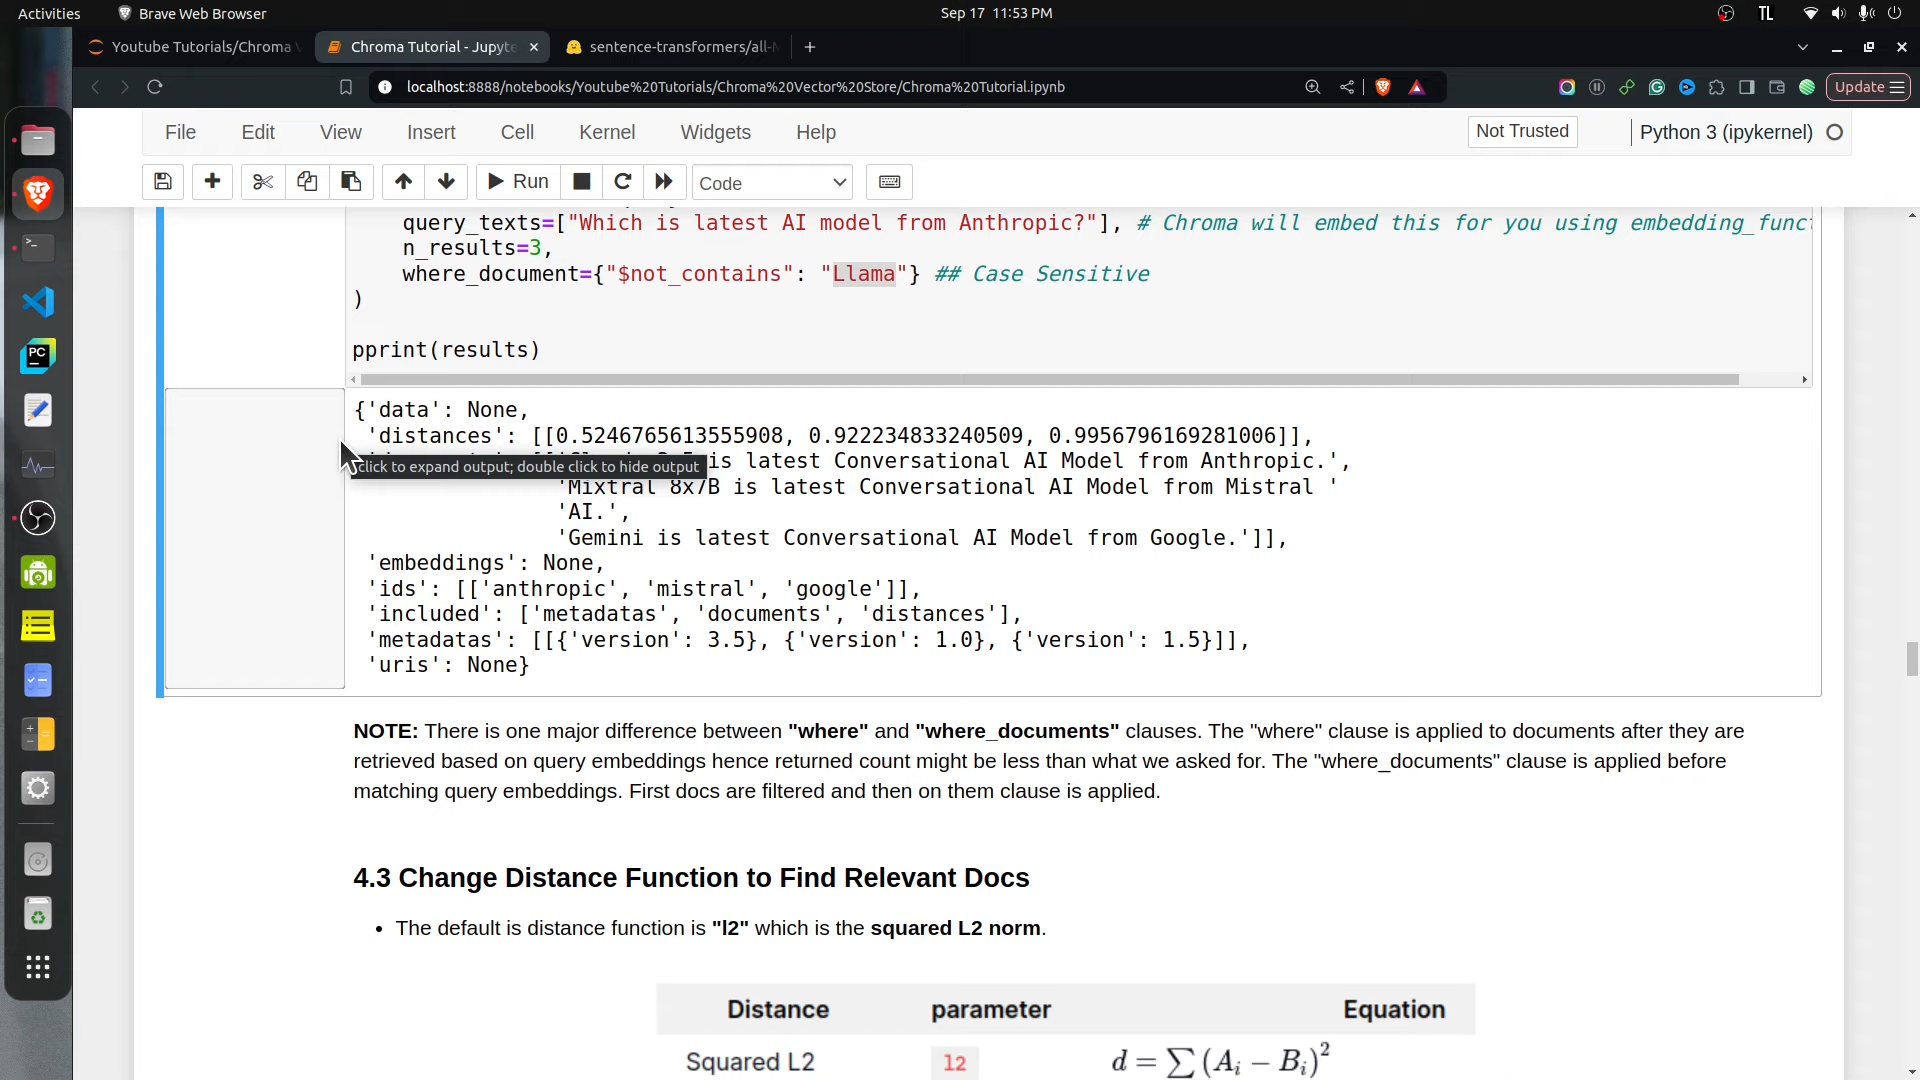 Activities
Brave Web Browser
Sep 17 11:53 PM
TL
Youtube Tutorials/Chroma
Chroma Tutorial - Jupyte
sentence-transformers/all-
localhost:8888/notebooks/Youtube%20Tutorials/Chroma%20Vector%20Store/Chroma%20Tutorial.ipynb
Update
File Edit View Insert Cell Kernel Widgets Help
Not Trusted
Python 3 (ipykernel)
Run
Code
query_texts=["Which is latest AI model from Anthropic?"], # Chroma will embed this for you using embedding_func
n_results=3,
where_document={"$not_contains": "Llama"} ## Case Sensitive
)
pprint(results)
{'data': None,
'distances': [[0.5246765613555908, 0.922234833240509, 0.9956796169281006]],
is latest Conversational AI Model from Anthropic.',
click to expand output; double click to hide output
'Mixtral 8x7B is latest Conversational AI Model from Mistral '
'AI.',
'Gemini is latest Conversational AI Model from Google.']],
'embeddings': None,
'ids': [['anthropic', 'mistral', 'google']],
'included': ['metadatas', 'documents', 'distances'],
'metadatas': [[{'version': 3.5}, {'version': 1.0}, {'version': 1.5}]],
'uris': None}
NOTE: There is one major difference between "where" and "where_documents" clauses. The "where" clause is applied to documents after they are
retrieved based on query embeddings hence returned count might be less than what we asked for. The "where_documents" clause is applied before
matching query embeddings. First docs are filtered and then on them clause is applied.
4.3 Change Distance Function to Find Relevant Docs
• The default is distance function is "l2" which is the squared L2 norm.
Distance parameter Equation
Squared L2 l2 d = ∑ (Aᵢ − Bᵢ)²
PC